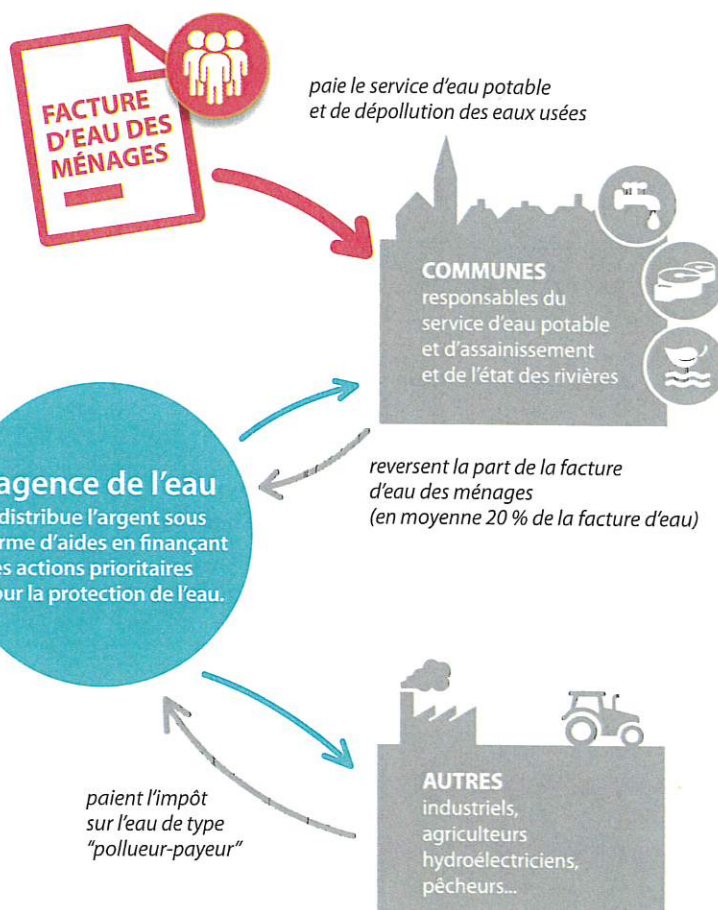 FACTURE
D'EAU DES
MÉNAGES
paie le service d'eau potable
et de dépollution des eaux usées
COMMUNES
responsables du
service d'eau potable
et d'assainissement
et de l'état des rivières
agence de l'eau
distribue l'argent sous
rme d'aides en finançant
es actions prioritaires
our la protection de l'eau.
reversent la part de la facture
d'eau des ménages
(en moyenne 20 % de la facture d'eau)
paient l'impôt
sur l'eau de type
"pollueur-payeur"
AUTRES
industriels,
agriculteurs
hydroélectriciens,
pêcheurs...